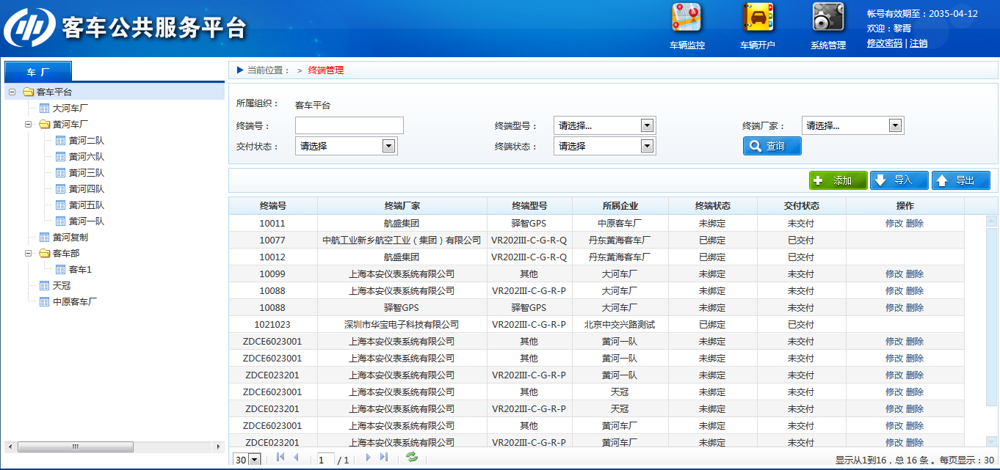 客车公共服务平台
车辆监控
车辆开户
系统管理
帐号有效期至：2035-04-12
欢迎：黎霄
修改密码 | 注销
车 厂
客车平台
大河车厂
黄河车厂
黄河二队
黄河六队
黄河三队
黄河四队
黄河五队
黄河一队
黄河复制
客车部
客车1
天冠
中原客车厂
当前位置： > 终端管理
所属组织： 客车平台
终端号： 终端型号： 请选择... 终端厂家： 请选择...
交付状态： 请选择 终端状态： 请选择 查询
添加 导入 导出
终端号 终端厂家 终端型号 所属企业 终端状态 交付状态 操作
10011 航盛集团 驿智GPS 中原客车厂 未绑定 未交付 修改 删除
10077 中航工业新乡航空工业（集团）有限公司 VR202III-C-G-R-Q 丹东黄海客车厂 已绑定 已交付
10012 航盛集团 VR202III-C-G-R-Q 丹东黄海客车厂 已绑定 已交付
10099 上海本安仪表系统有限公司 其他 大河车厂 未绑定 未交付 修改 删除
10088 上海本安仪表系统有限公司 VR202III-C-G-R-P 大河车厂 未绑定 未交付 修改 删除
10088 驿智GPS 驿智GPS 大河车厂 未绑定 未交付 修改 删除
1021023 深圳市华宝电子科技有限公司 VR202III-C-G-R-P 北京中交兴路测试 已绑定 已交付
ZDCE6023001 上海本安仪表系统有限公司 其他 黄河一队 未绑定 未交付 修改 删除
ZDCE6023001 上海本安仪表系统有限公司 其他 黄河一队 未绑定 未交付 修改 删除
ZDCE023201 上海本安仪表系统有限公司 VR202III-C-G-R-P 黄河一队 未绑定 未交付 修改 删除
ZDCE6023001 上海本安仪表系统有限公司 其他 天冠 未绑定 未交付 修改 删除
ZDCE023201 上海本安仪表系统有限公司 VR202III-C-G-R-P 天冠 未绑定 未交付 修改 删除
ZDCE6023001 上海本安仪表系统有限公司 其他 黄河车厂 未绑定 未交付 修改 删除
ZDCE023201 上海本安仪表系统有限公司 VR202III-C-G-R-P 黄河车厂 未绑定 未交付 修改 删除
30 1 / 1 显示从1到16，总 16 条 。每页显示：30